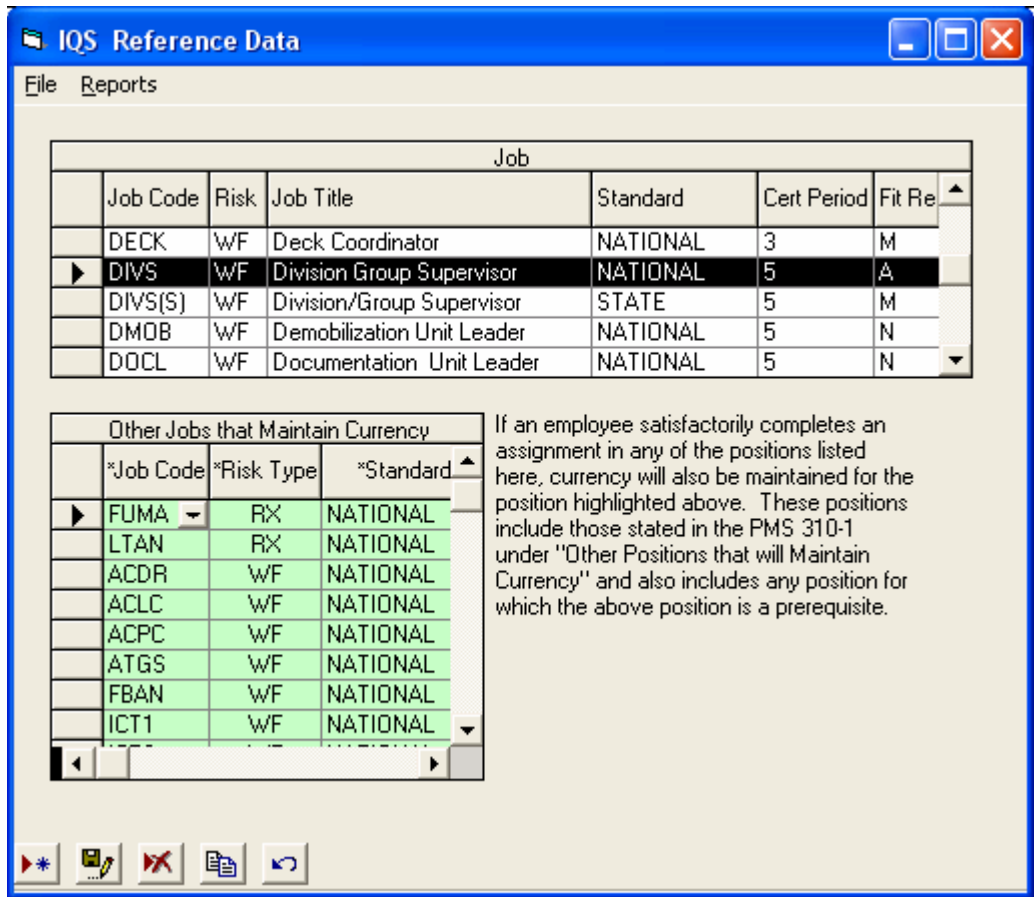 IQS Reference Data
File Reports
Job
Job Code Risk Job Title Standard Cert Period Fit Re
DECK WF Deck Coordinator NATIONAL 3 M
DIVS WF Division Group Supervisor NATIONAL 5 A
DIVS(S) WF Division/Group Supervisor STATE 5 M
DMOB WF Demobilization Unit Leader NATIONAL 5 N
DOCL WF Documentation Unit Leader NATIONAL 5 N
Other Jobs that Maintain Currency
*Job Code *Risk Type *Standard
FUMA RX NATIONAL
LTAN RX NATIONAL
ACDR WF NATIONAL
ACLC WF NATIONAL
ACPC WF NATIONAL
ATGS WF NATIONAL
FBAN WF NATIONAL
ICT1 WF NATIONAL
If an employee satisfactorily completes an
assignment in any of the positions listed
here, currency will also be maintained for the
position highlighted above. These positions
include those stated in the PMS 310-1
under "Other Positions that will Maintain
Currency" and also includes any position for
which the above position is a prerequisite.